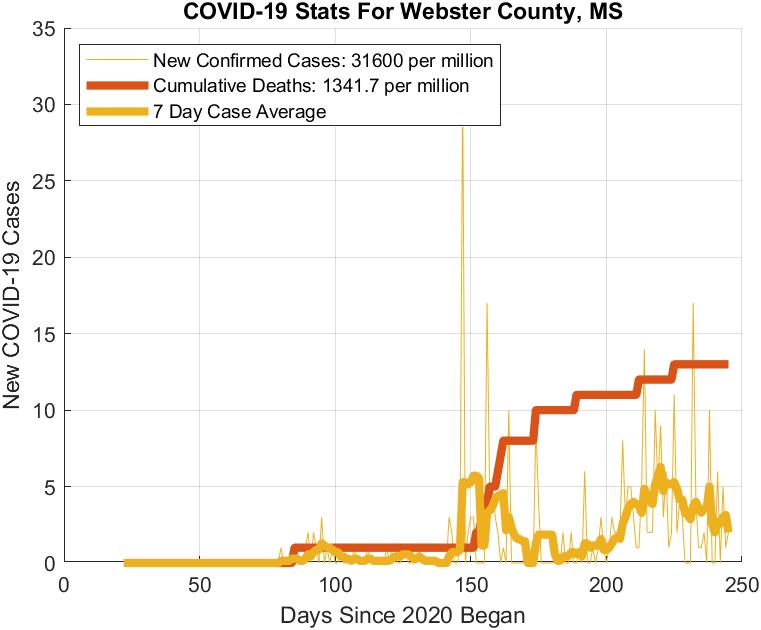 COVID-19 Stats For Webster County, MS
New Confirmed Cases: 31600 per million
Cumulative Deaths: 1341.7 per million
7 Day Case Average
New COVID-19 Cases
35
30
25
20
15
10
5
0
0 50 100 150 200 250
Days Since 2020 Began